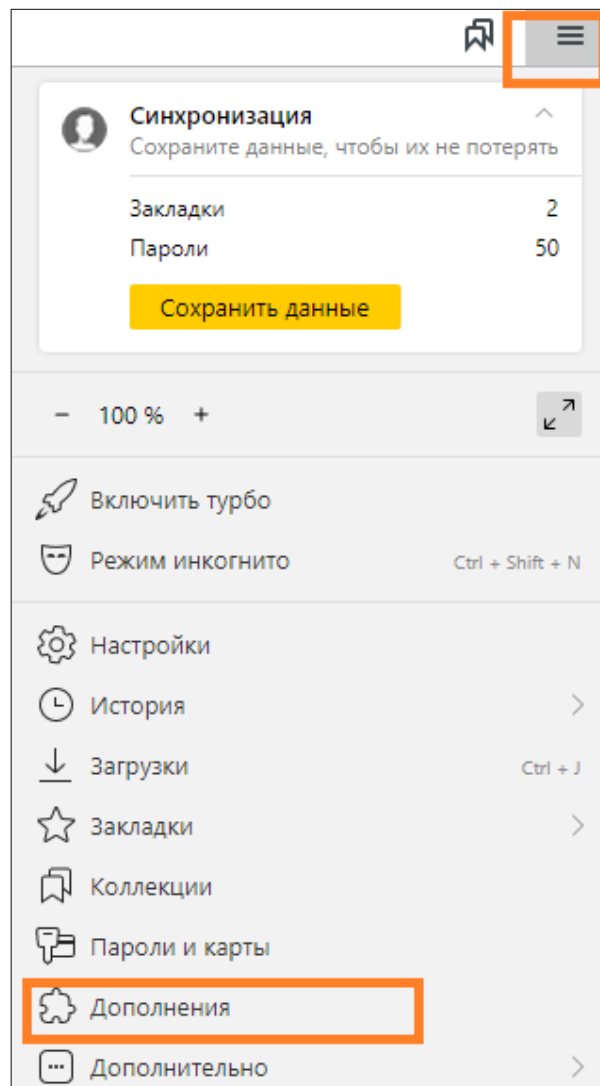 Синхронизация
Сохраните данные, чтобы их не потерять
Закладки 2
Пароли 50
Сохранить данные
− 100 % +
Включить турбо
Режим инкогнито Ctrl + Shift + N
Настройки
История
Загрузки Ctrl + J
Закладки
Коллекции
Пароли и карты
Дополнения
Дополнительно